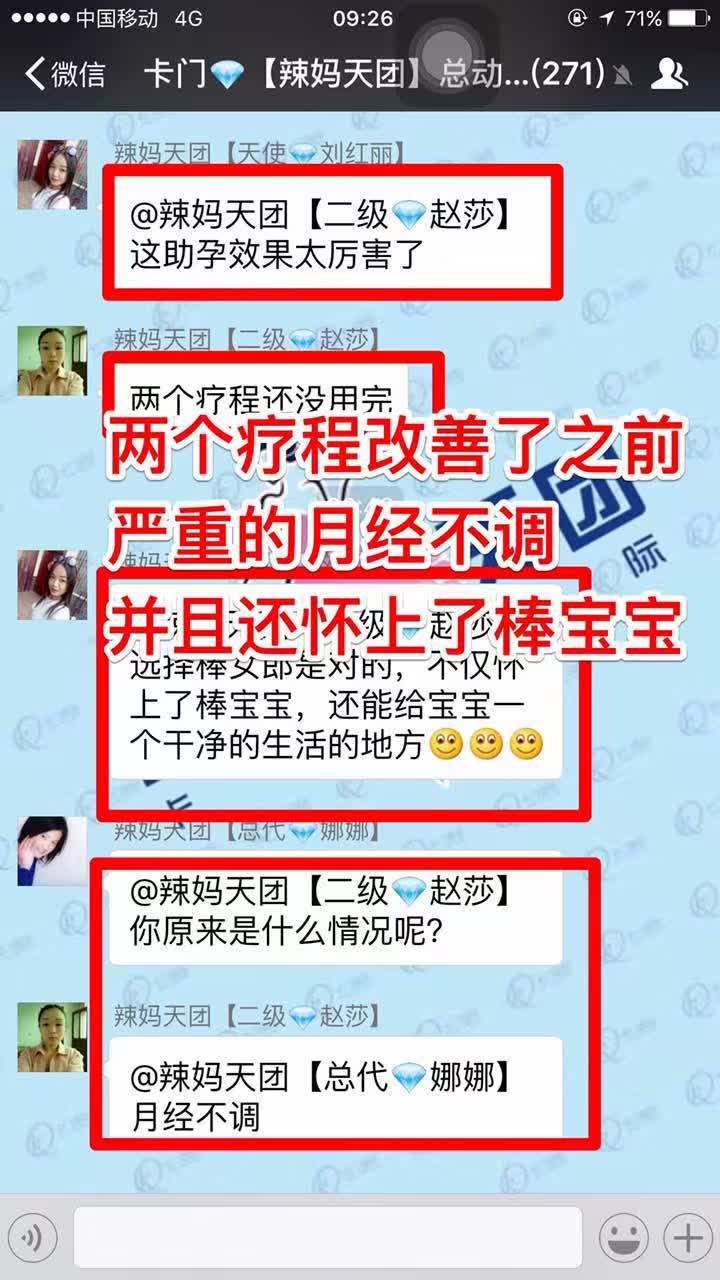 中国移动 4G 09:26 71%
微信 卡门💎【辣妈天团】总动...(271)
辣妈天团【天使💎刘红丽】
@辣妈天团【二级💎赵莎】
这助孕效果太厉害了
辣妈天团【二级💎赵莎】
两个疗程还没用完
两个疗程改善了之前
严重的月经不调
并且还怀上了棒宝宝
团
际
选择棒女郎是对的，不仅怀
上了棒宝宝，还能给宝宝一
个干净的生活的地方🙂🙂🙂
辣妈天团【总代💎娜娜】
@辣妈天团【二级💎赵莎】
你原来是什么情况呢?
辣妈天团【二级💎赵莎】
@辣妈天团【总代💎娜娜】
月经不调